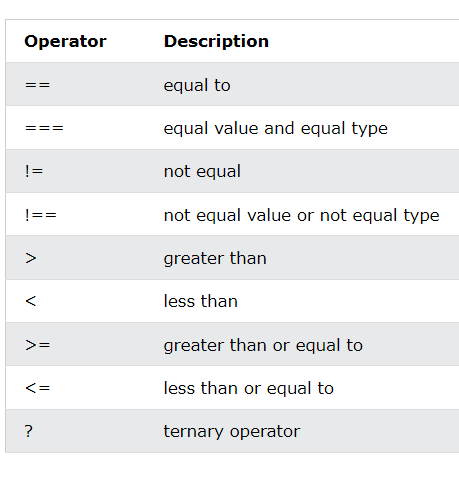 Operator Description
== equal to
=== equal value and equal type
!= not equal
!== not equal value or not equal type
> greater than
< less than
>= greater than or equal to
<= less than or equal to
? ternary operator